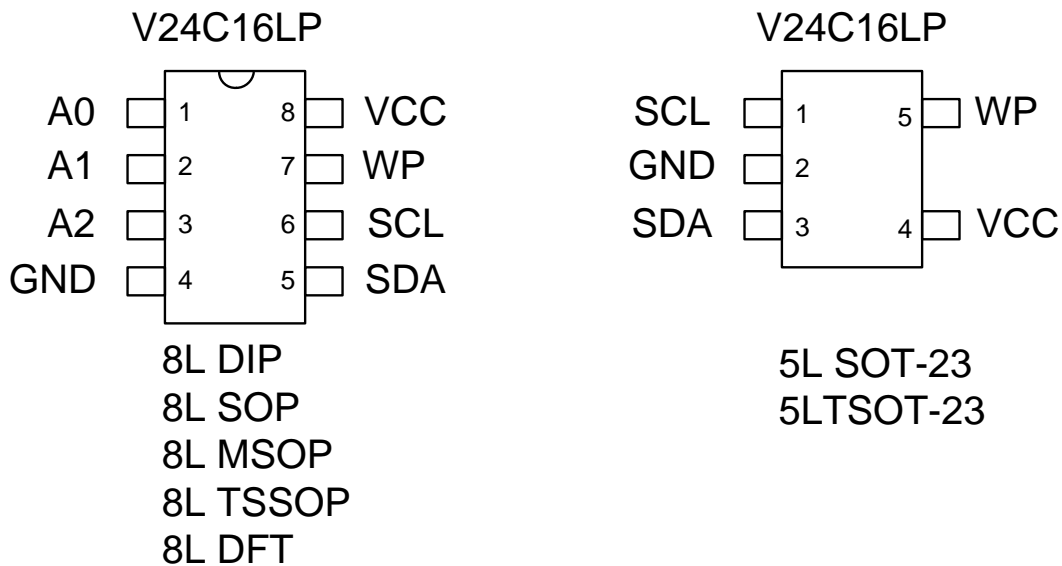 V24C16LP
A0 1 8 VCC
A1 2 7 WP
A2 3 6 SCL
GND 4 5 SDA
8L DIP
8L SOP
8L MSOP
8L TSSOP
8L DFT
V24C16LP
SCL 1 5 WP
GND 2
SDA 3 4 VCC
5L SOT-23
5LTSOT-23